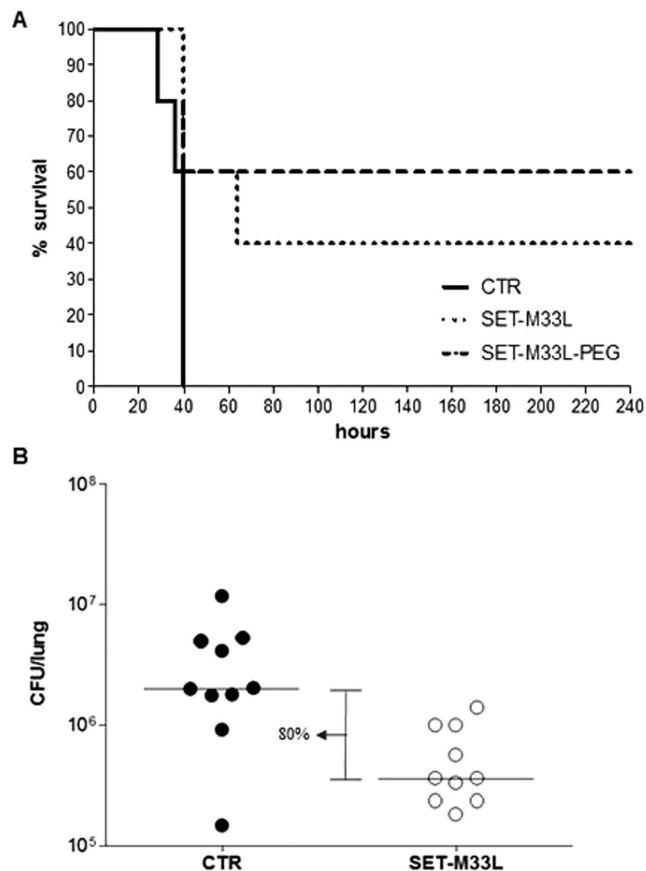 A
100
90
80
70
60
50
40
30
20
10
0
% survival
CTR
SET-M33L
SET-M33L-PEG
0 20 40 60 80 100 120 140 160 180 200 220 240
hours
B
10⁸
10⁷
10⁶
10⁵
CFU/lung
80%
CTR SET-M33L